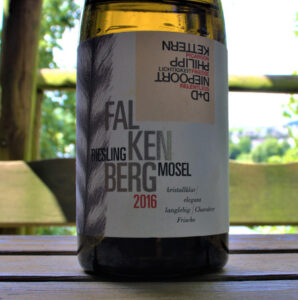 D+D
NIEPOORT
PHILIPP
KETTERN
FAL
KEN
RIESLING
MOSEL
BERG
2016
kristallklar
elegant
langlebig | Charakter
Frische